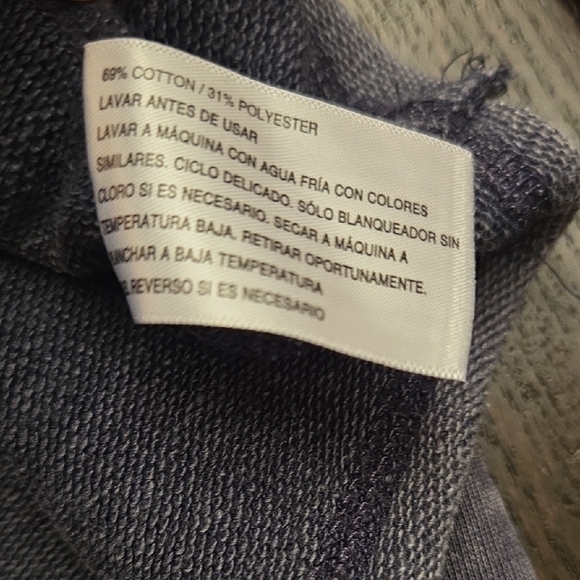 69% COTTON / 31% POLYESTER
LAVAR ANTES DE USAR
LAVAR A MÁQUINA CON AGUA FRÍA CON COLORES
SIMILARES. CICLO DELICADO. SÓLO BLANQUEADOR SIN
CLORO SI ES NECESARIO. SECAR A MÁQUINA A
TEMPERATURA BAJA. RETIRAR OPORTUNAMENTE.
PLANCHAR A BAJA TEMPERATURA
EL REVERSO SI ES NECESARIO